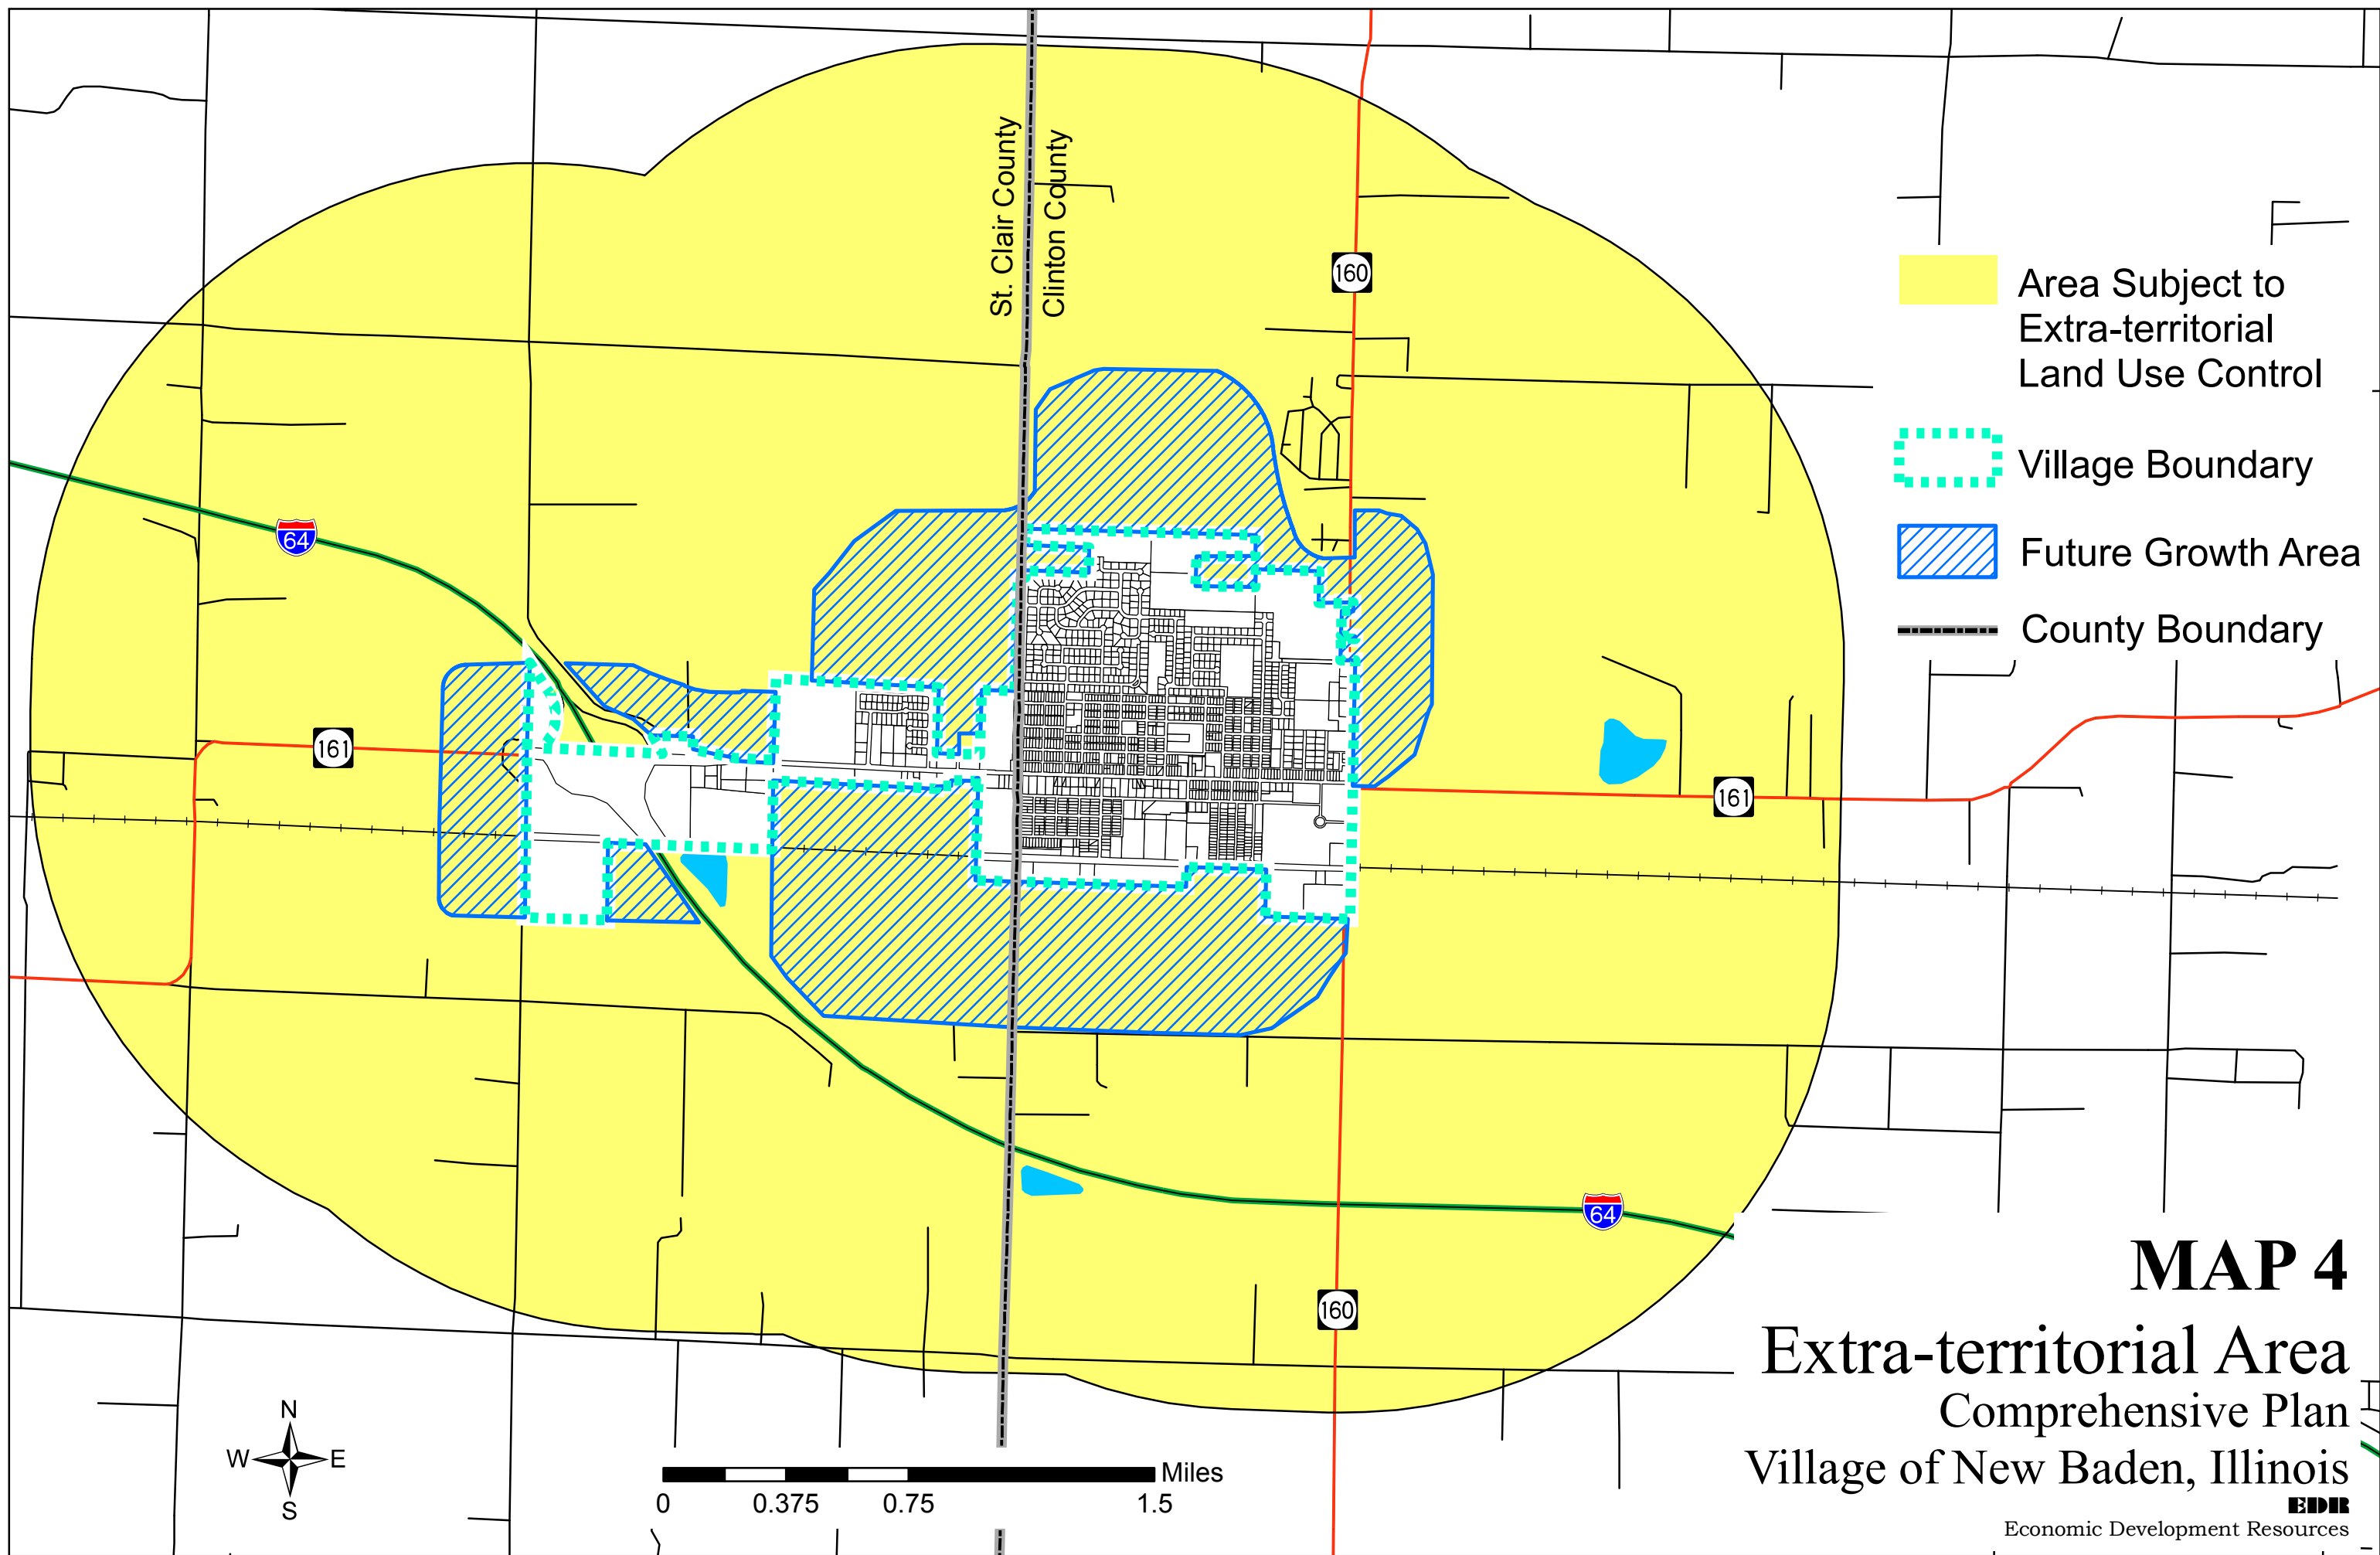 St. Clair County
Clinton County
160
Area Subject to
Extra-territorial
Land Use Control
Village Boundary
64
Future Growth Area
County Boundary
161
161
64
MAP 4
160
Extra-territorial Area
Comprehensive Plan
Village of New Baden, Illinois
N
W E
S
Miles
0 0.375 0.75 1.5
EDR
Economic Development Resources